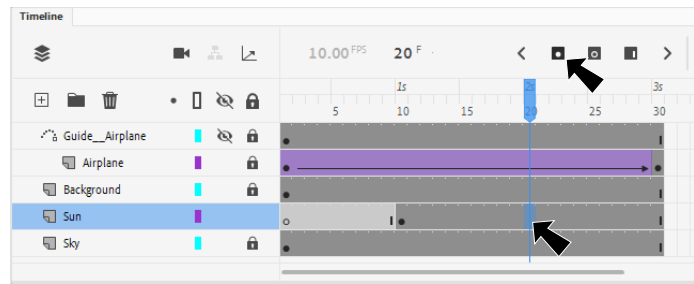 Timeline
10.00 FPS 20 F
1s 2s 3s
5 10 15 20 25 30
Guide__Airplane
Airplane
Background
Sun
Sky